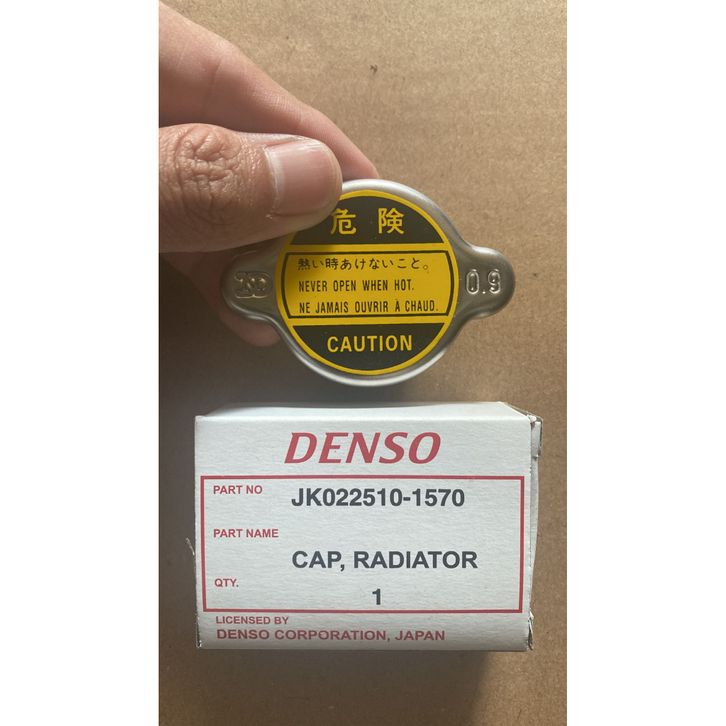 危険
熱い時あけないこと。
NEVER OPEN WHEN HOT.
NE JAMAIS OUVRIR À CHAUD.
CAUTION
ND
0.9
DENSO
PART NO JK022510-1570
PART NAME
CAP, RADIATOR
QTY.
1
LICENSED BY
DENSO CORPORATION, JAPAN